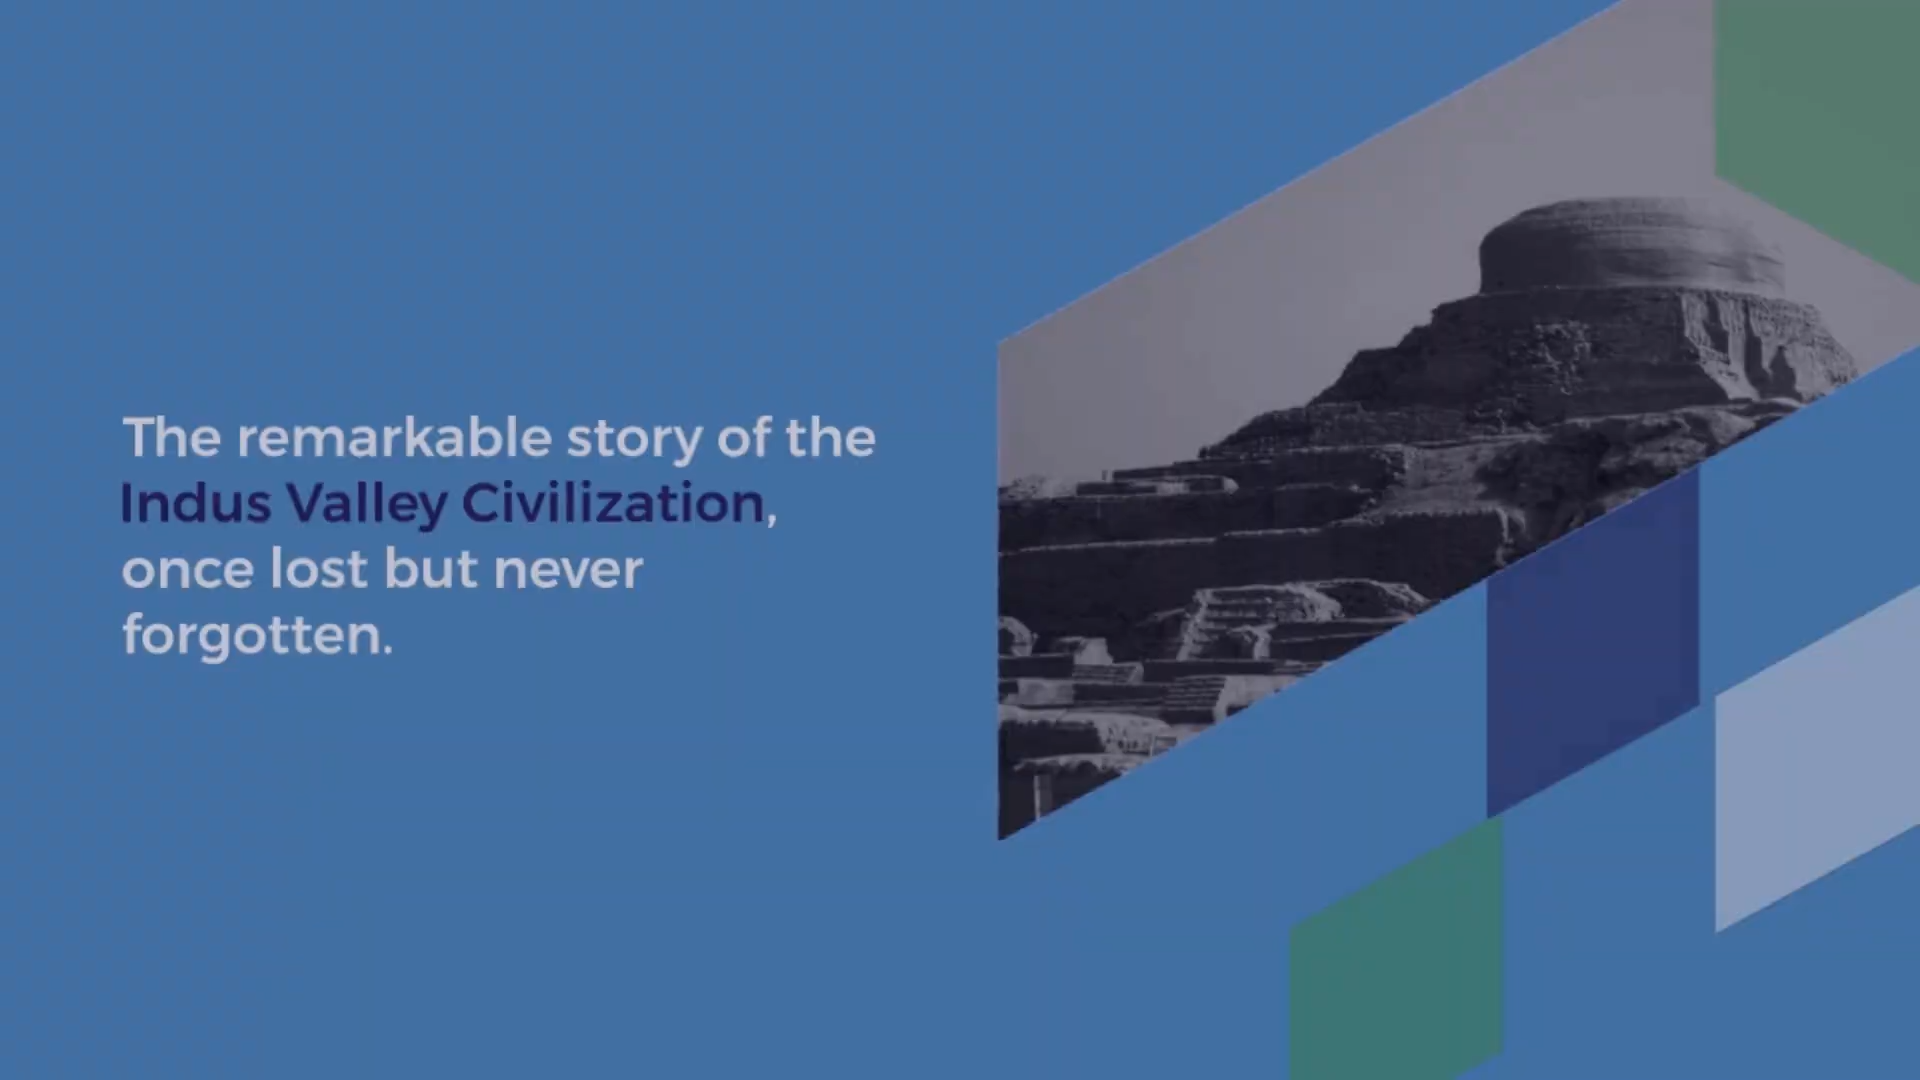 The remarkable story of the
Indus Valley Civilization,
once lost but never
forgotten.